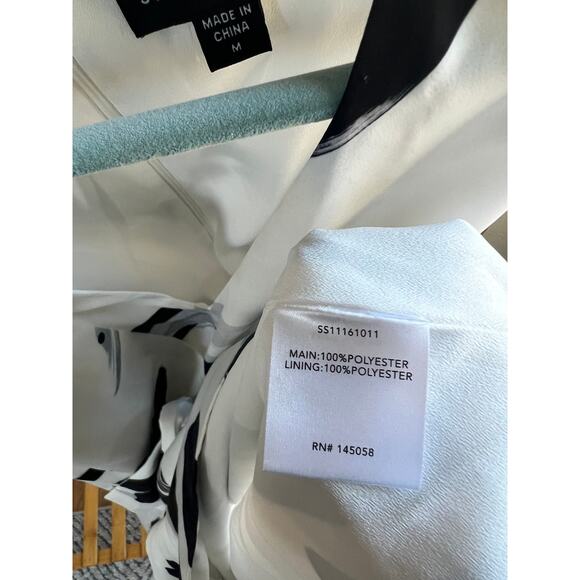 MADE IN
CHINA
M
SS11161011
MAIN:100%POLYESTER
LINING:100%POLYESTER
RN# 145058